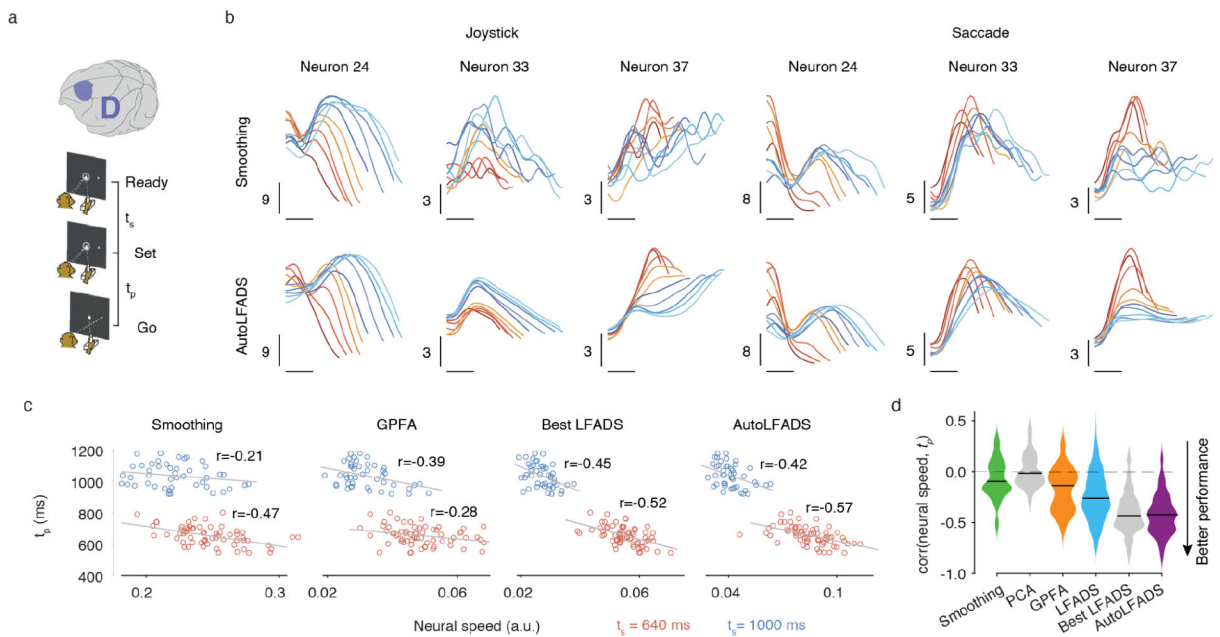 a
D
Ready
t_s
Set
t_p
Go
b
Joystick Saccade
Neuron 24 Neuron 33 Neuron 37 Neuron 24 Neuron 33 Neuron 37
Smoothing
9 3 3 8 5 3
AutoLFADS
9 3 3 8 5 3
c
Smoothing GPFA Best LFADS AutoLFADS
1200
1000
800
600
400
t_p (ms)
r=-0.21 r=-0.39 r=-0.45 r=-0.42
r=-0.47 r=-0.28 r=-0.52 r=-0.57
0.2 0.3 0.02 0.06 0.02 0.06 0.04 0.1
Neural speed (a.u.) t_s = 640 ms t_s = 1000 ms
d
corr(neural speed, t_p)
0.5
0.0
-0.5
-1.0
Better performance
Smoothing PCA GPFA LFADS Best LFADS AutoLFADS